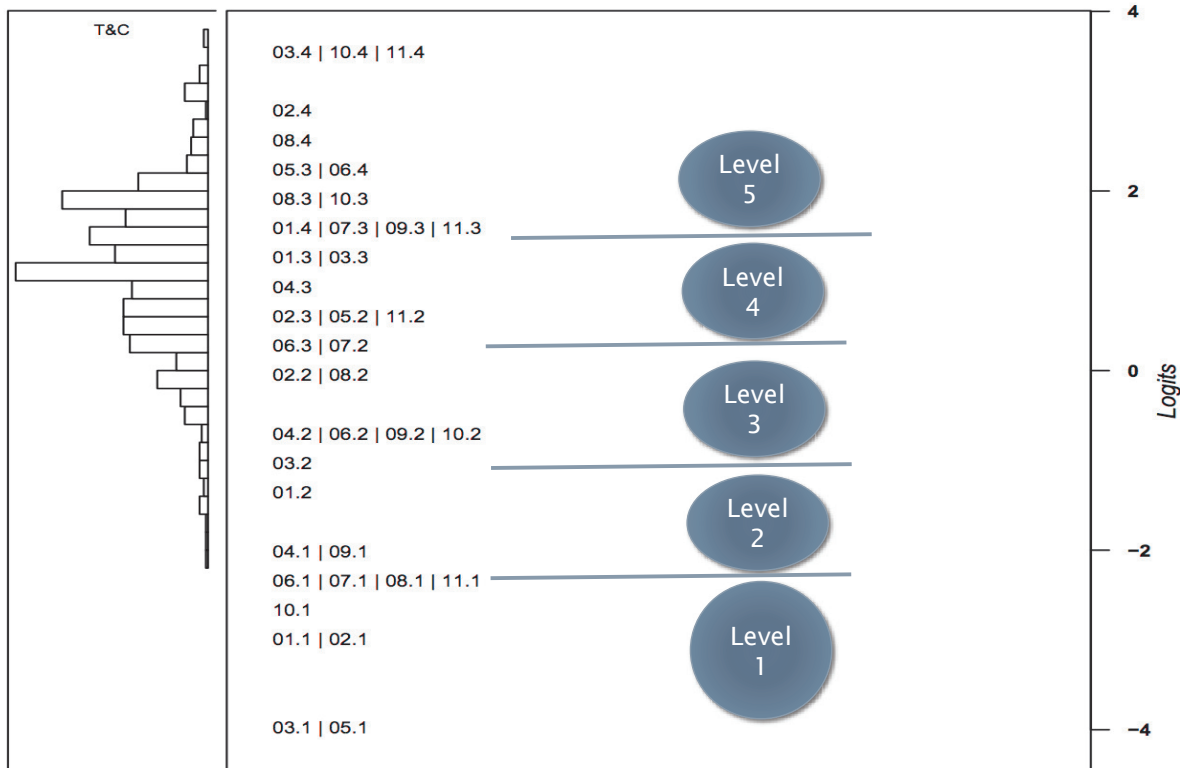 T&C
03.4 | 10.4 | 11.4
02.4
08.4
05.3 | 06.4
08.3 | 10.3
01.4 | 07.3 | 09.3 | 11.3
01.3 | 03.3
04.3
02.3 | 05.2 | 11.2
06.3 | 07.2
02.2 | 08.2
04.2 | 06.2 | 09.2 | 10.2
03.2
01.2
04.1 | 09.1
06.1 | 07.1 | 08.1 | 11.1
10.1
01.1 | 02.1
03.1 | 05.1
Level
5
Level
4
Level
3
Level
2
Level
1
4
2
0
−2
−4
Logits